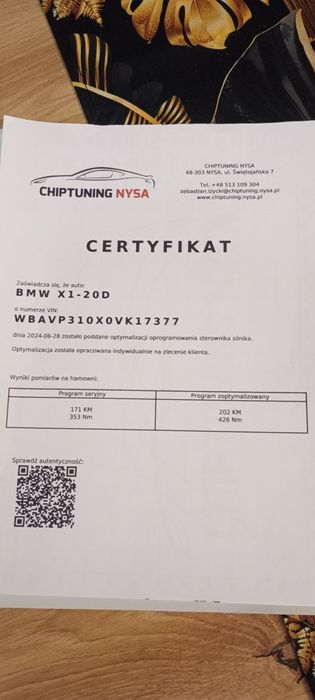 CHIPTUNING NYSA
CHIPTUNING NYSA
48-303 NYSA, ul. Świętojańska 7
Tel. +48 513 109 304
sebastian.lzycki@chiptuning.nysa.pl
www.chiptuning.nysa.pl
CERTYFIKAT
Zaświadcza się, że auto:
BMW X1-20D
o numerze VIN:
WBAVP310X0VK17377
dnia 2024-06-28 zostało poddane optymalizacji oprogramowania sterownika silnika.
Optymalizacja została opracowana indywidualnie na zlecenie klienta.
Wyniki pomiarów na hamowni:
Program seryjny Program zoptymalizowany
171 KM 202 KM
353 Nm 426 Nm
Sprawdź autentyczność: